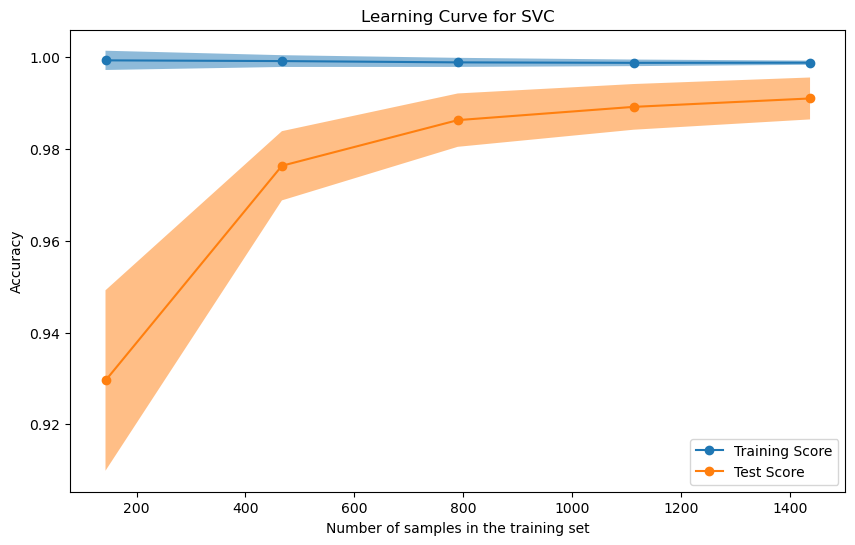 Learning Curve for SVC
1.00
0.98
0.96
0.94
0.92
Accuracy
200
400
600
800
1000
1200
1400
Number of samples in the training set
Training Score
Test Score